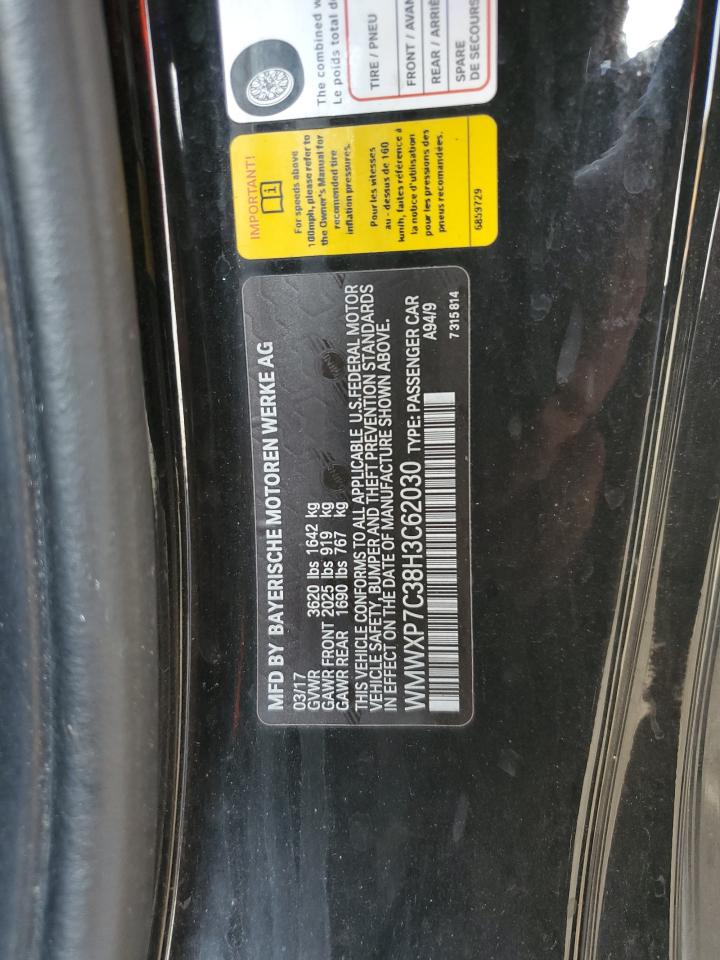 MFD BY BAYERISCHE MOTOREN WERKE AG
03/17
GVWR 3620 lbs 1642 kg
GAWR FRONT 2025 lbs 919 kg
GAWR REAR 1690 lbs 767 kg
THIS VEHICLE CONFORMS TO ALL APPLICABLE U.S.FEDERAL MOTOR
VEHICLE SAFETY, BUMPER AND THEFT PREVENTION STANDARDS
IN EFFECT ON THE DATE OF MANUFACTURE SHOWN ABOVE.
WMWXP7C38H3C62030 TYPE: PASSENGER CAR
A94/9
7315814
IMPORTANT!
For speeds above
100mph, please refer to
the Owner's Manual for
recommended tire
inflation pressures.
Pour les vitesses
au - dessus de 160
km/h, faites référence à
la notice d'utilisation
pour les pressions des
pneus recomandées.
6859729
The combined w
Le poids total d
TIRE / PNEU
FRONT / AVAN
REAR / ARRIÈ
SPARE
DE SECOURS